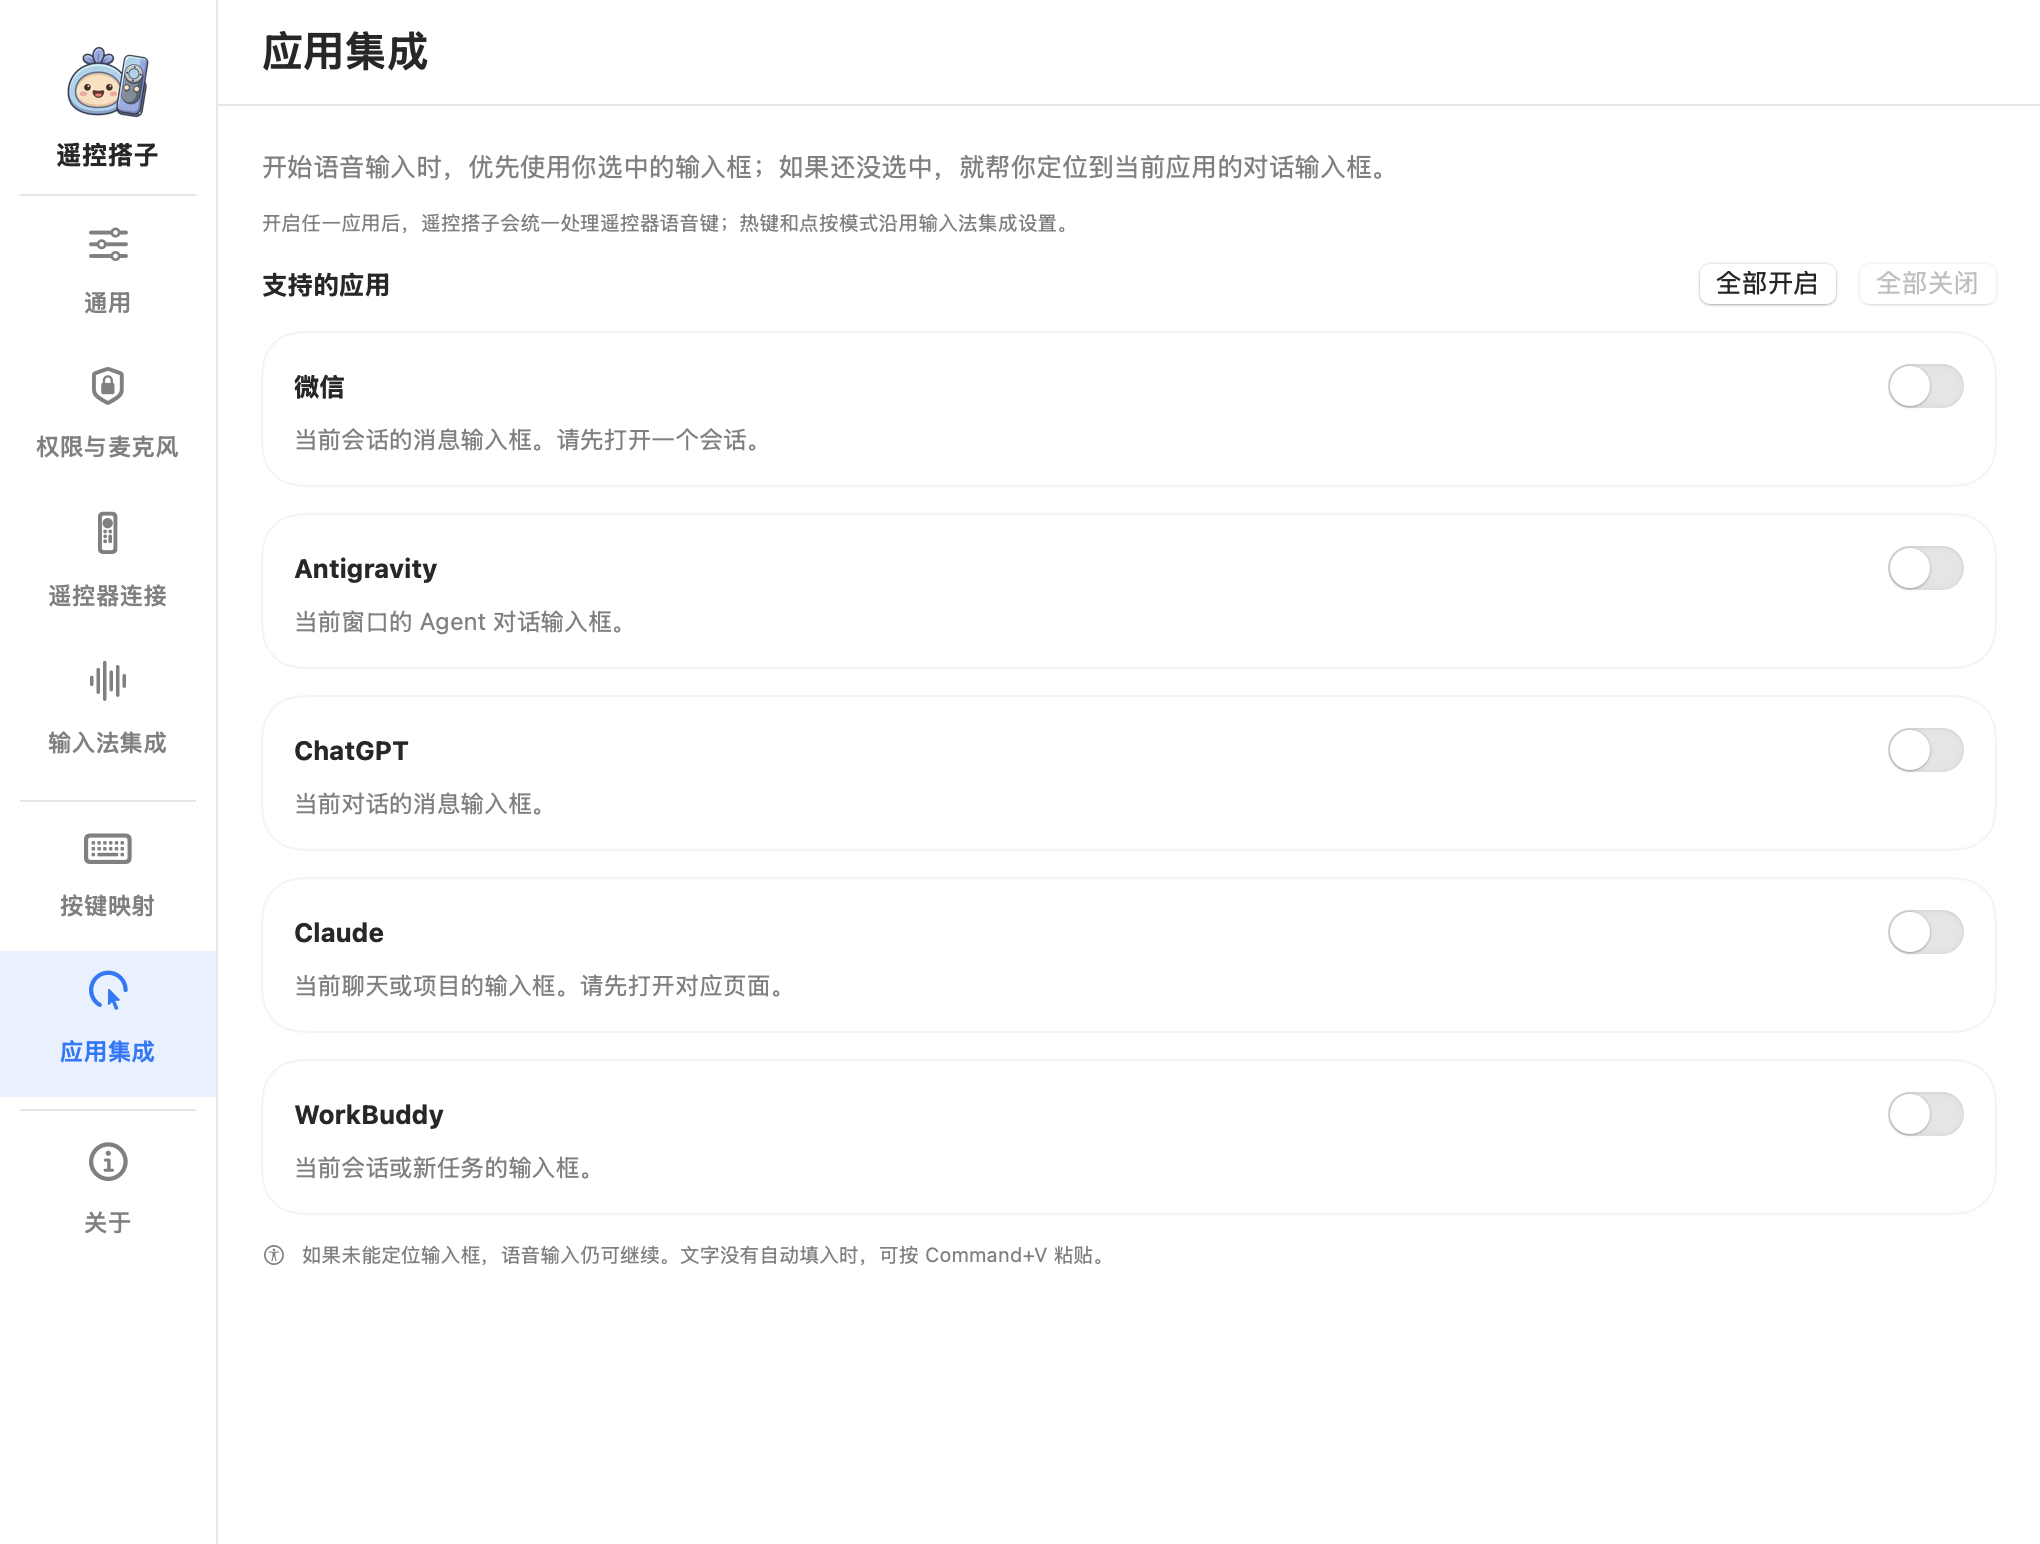 遥控搭子
通用
权限与麦克风
遥控器连接
输入法集成
按键映射
应用集成
关于
应用集成
开始语音输入时，优先使用你选中的输入框；如果还没选中，就帮你定位到当前应用的对话输入框。
开启任一应用后，遥控搭子会统一处理遥控器语音键；热键和点按模式沿用输入法集成设置。
支持的应用
全部开启
全部关闭
微信
当前会话的消息输入框。请先打开一个会话。
Antigravity
当前窗口的 Agent 对话输入框。
ChatGPT
当前对话的消息输入框。
Claude
当前聊天或项目的输入框。请先打开对应页面。
WorkBuddy
当前会话或新任务的输入框。
如果未能定位输入框，语音输入仍可继续。文字没有自动填入时，可按 Command+V 粘贴。